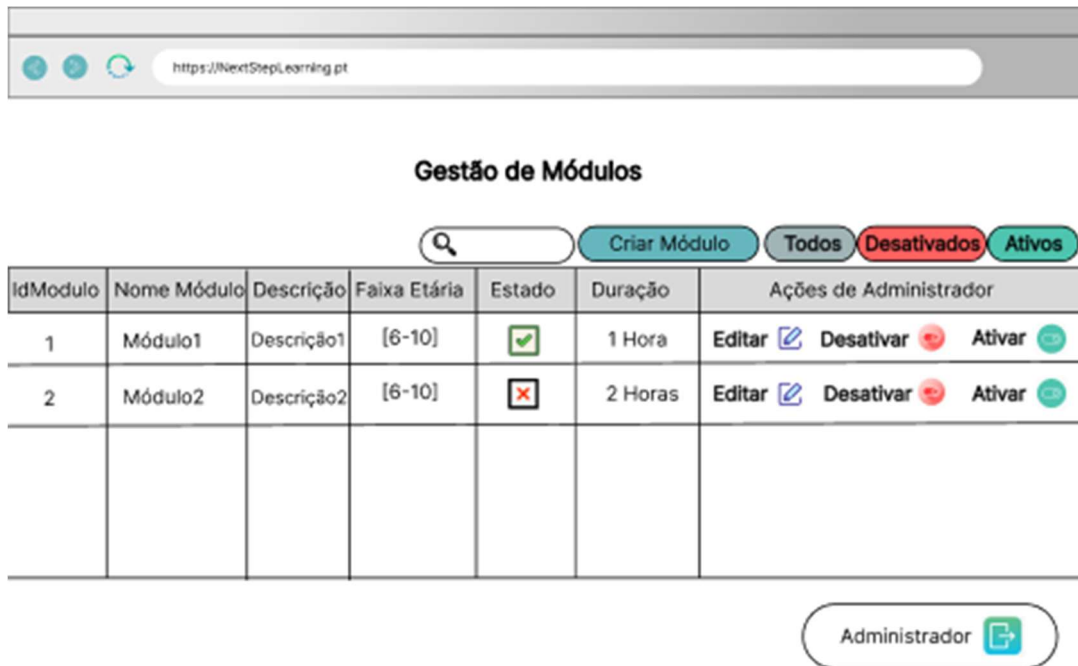 https://NextStepLearning.pt
Gestão de Módulos
Criar Módulo Todos Desativados Ativos
IdModulo Nome Módulo Descrição Faixa Etária Estado Duração Ações de Administrador
1 Módulo1 Descrição1 [6-10] 1 Hora Editar Desativar Ativar
2 Módulo2 Descrição2 [6-10] 2 Horas Editar Desativar Ativar
Administrador